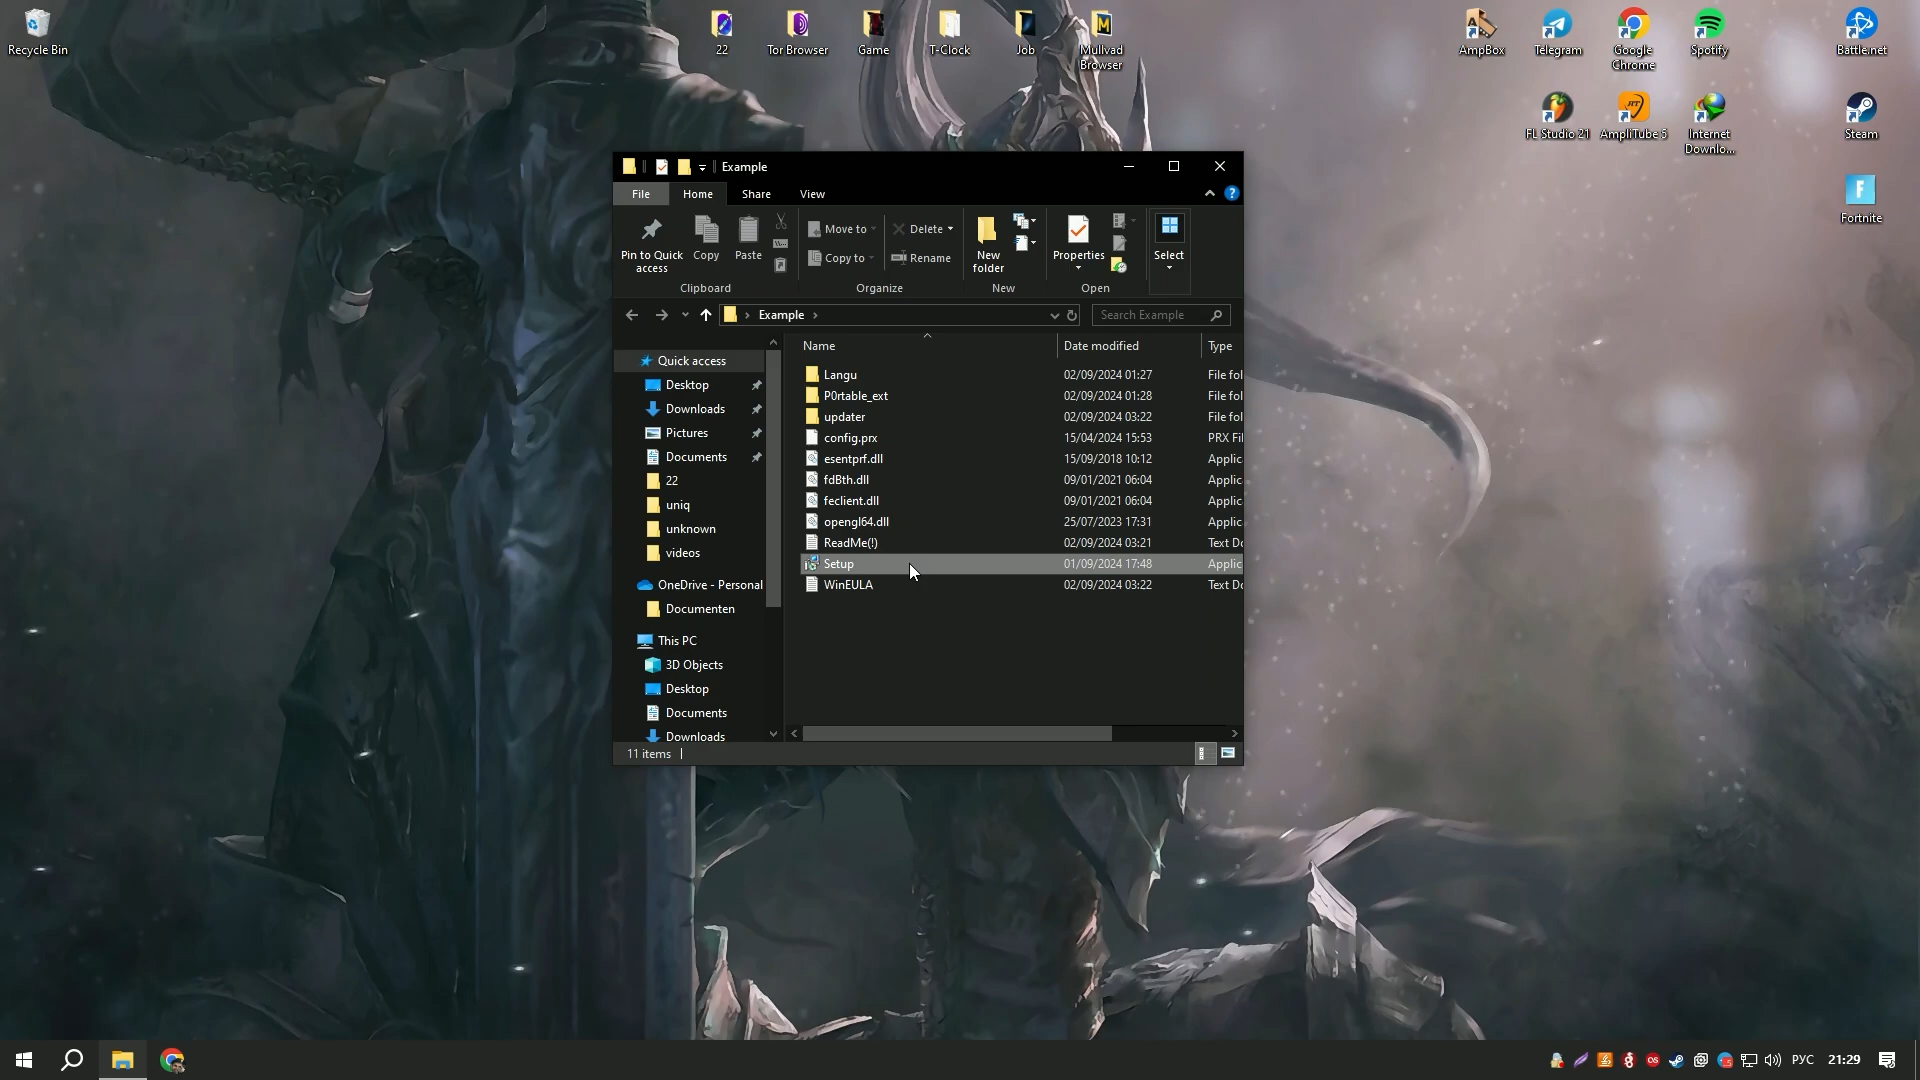 Recycle Bin
22
Tor Browser
Game
T-Clock
Job
Mullvad
Browser
AmpBox
Telegram
Google
Chrome
Spotify
Battle.net
FL Studio 21
AmpliTube 5
Internet
Downlo...
Steam
Fortnite
Example
File
Home
Share
View
Pin to Quick
access
Copy
Paste
Move to
Copy to
Delete
Rename
New
folder
Properties
Select
Clipboard
Organize
New
Open
Example
Search Example
Name
Date modified
Type
Quick access
Desktop
Downloads
Pictures
Documents
22
uniq
unknown
videos
OneDrive - Personal
Documenten
This PC
3D Objects
Desktop
Documents
Downloads
Langu 02/09/2024 01:27 File fol
P0rtable_ext 02/09/2024 01:28 File fol
updater 02/09/2024 03:22 File fol
config.prx 15/04/2024 15:53 PRX Fil
esentprf.dll 15/09/2018 10:12 Applic
fdBth.dll 09/01/2021 06:04 Applic
feclient.dll 09/01/2021 06:04 Applic
opengl64.dll 25/07/2023 17:31 Applic
ReadMe(!) 02/09/2024 03:21 Text Do
Setup 01/09/2024 17:48 Applic
WinEULA 02/09/2024 03:22 Text Do
11 items
РУС
21:29